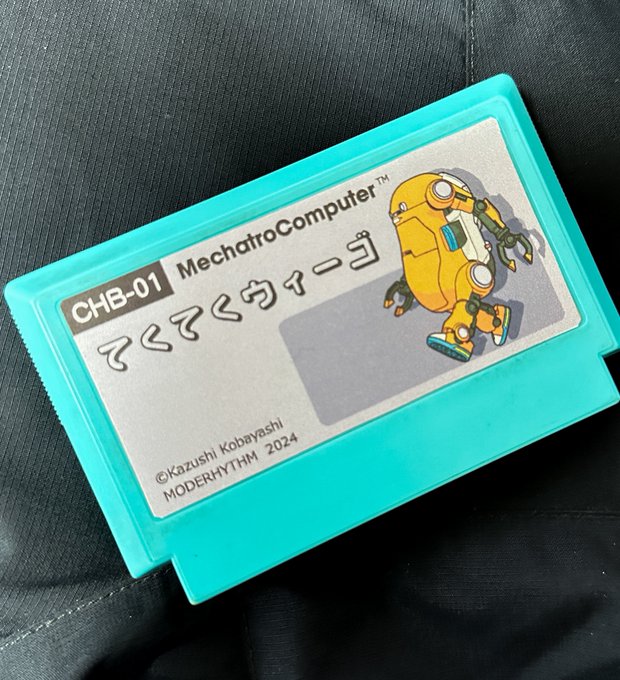 CHB-01 MechatroComputer™
てくてくウィーゴ
©Kazushi Kobayashi
MODERHYTHM 2024